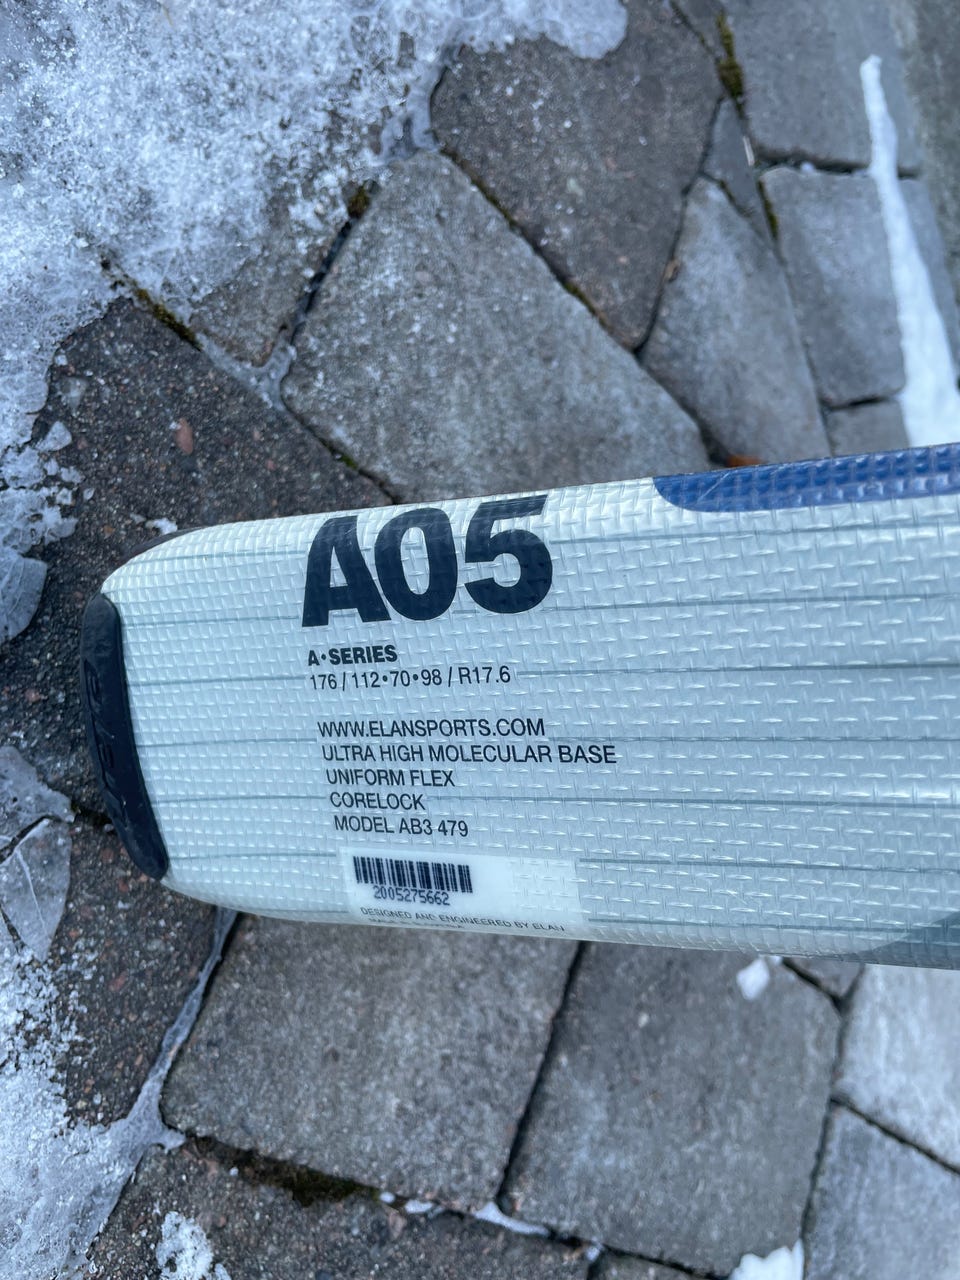 A05
A•SERIES
176 / 112•70•98 / R17.6
WWW.ELANSPORTS.COM
ULTRA HIGH MOLECULAR BASE
UNIFORM FLEX
CORELOCK
MODEL AB3 479
2005275662
DESIGNED AND ENGINEERED BY ELAN